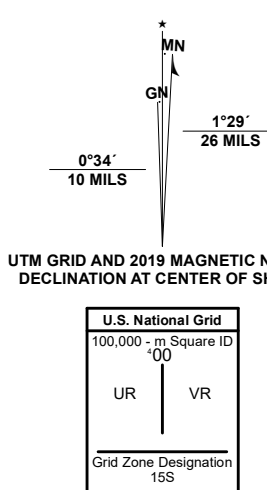 ★
MN
GN
1°29´
26 MILS
0°34´
10 MILS
UTM GRID AND 2019 MAGNETIC N
DECLINATION AT CENTER OF SH
U.S. National Grid
100,000 - m Square ID
⁴00
UR VR
Grid Zone Designation
15S